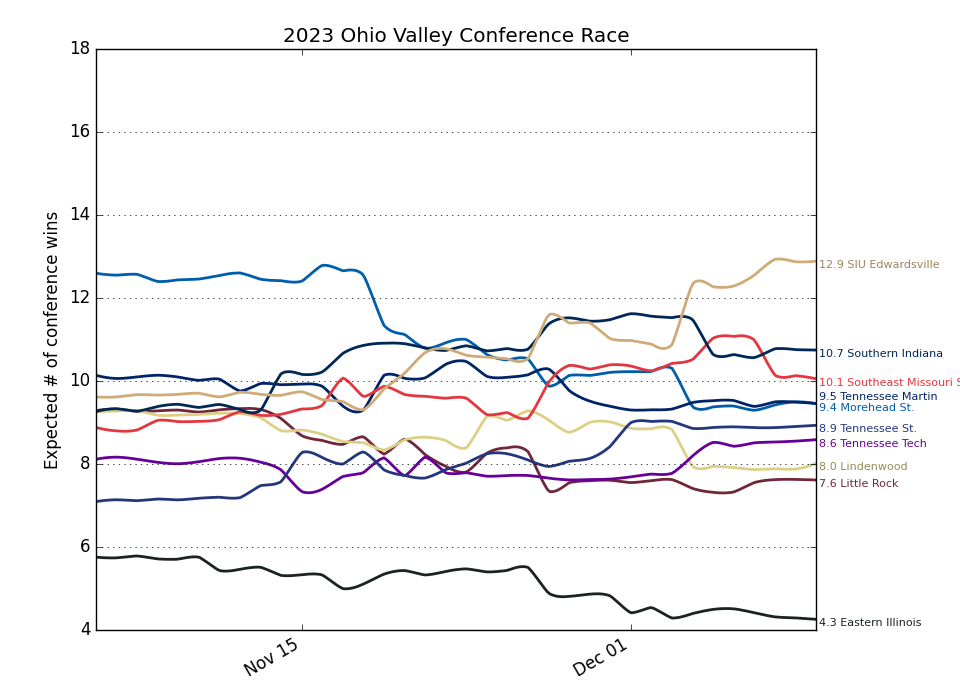 2023 Ohio Valley Conference Race
Expected # of conference wins
18
16
14
12
10
8
6
4
Nov 15
Dec 01
12.9 SIU Edwardsville
10.7 Southern Indiana
10.1 Southeast Missouri S
9.5 Tennessee Martin
9.4 Morehead St.
8.9 Tennessee St.
8.6 Tennessee Tech
8.0 Lindenwood
7.6 Little Rock
4.3 Eastern Illinois